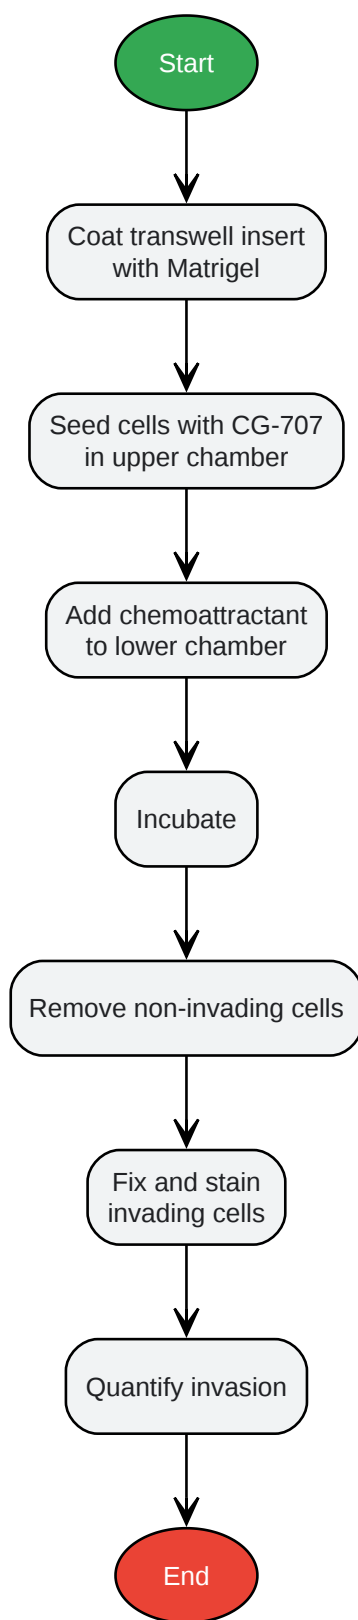 Start
Coat transwell insert
with Matrigel
Seed cells with CG-707
in upper chamber
Add chemoattractant
to lower chamber
Incubate
Remove non-invading cells
Fix and stain
invading cells
Quantify invasion
End